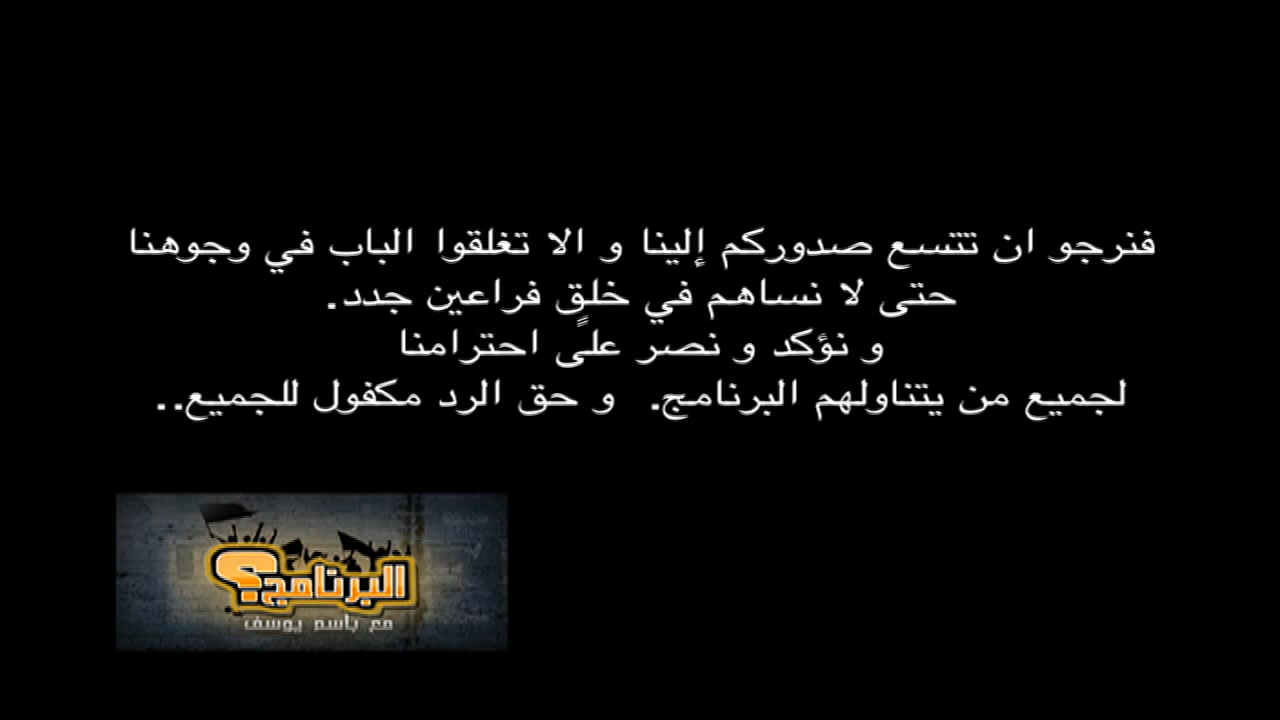 فنرجو ان تتسع صدوركم إلينا و الا تغلقوا الباب في وجوهنا
حتى لا نساهم في خلقٍ فراعين جدد.
و نؤكد و نصر على احترامنا
لجميع من يتناولهم البرنامج. و حق الرد مكفول للجميع..
البرنامج؟
مع باسم يوسف